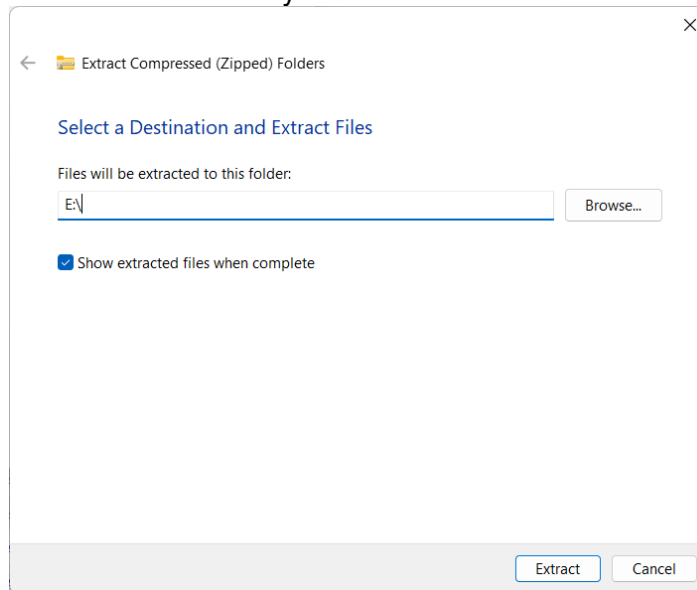 Extract Compressed (Zipped) Folders
Select a Destination and Extract Files
Files will be extracted to this folder:
E:\
Browse...
Show extracted files when complete
Extract
Cancel